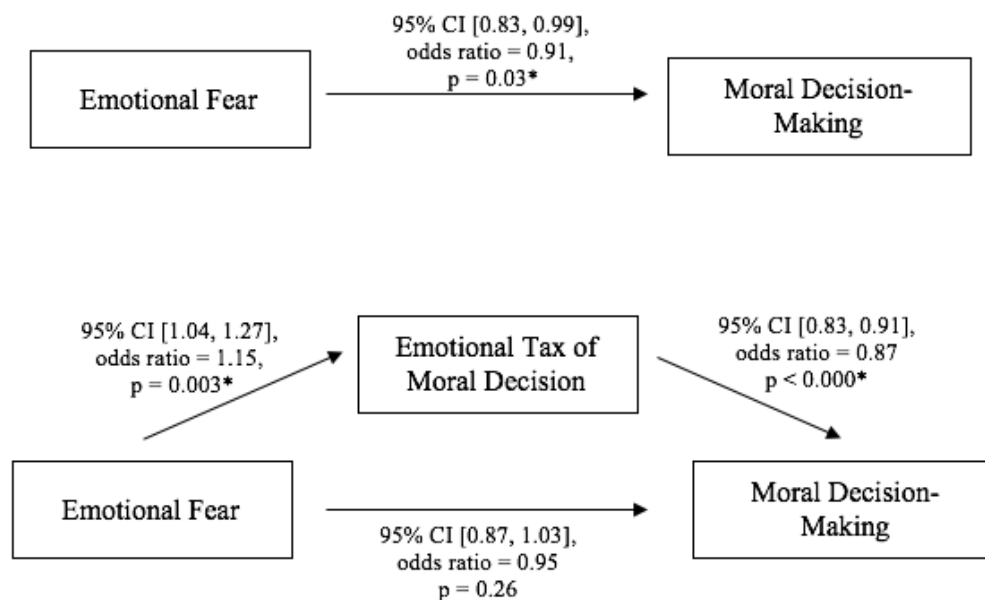 95% CI [0.83, 0.99],
odds ratio = 0.91,
p = 0.03*
Emotional Fear
Moral Decision-
Making
95% CI [1.04, 1.27],
odds ratio = 1.15,
p = 0.003*
Emotional Tax of
Moral Decision
95% CI [0.83, 0.91],
odds ratio = 0.87
p < 0.000*
Emotional Fear
Moral Decision-
Making
95% CI [0.87, 1.03],
odds ratio = 0.95
p = 0.26